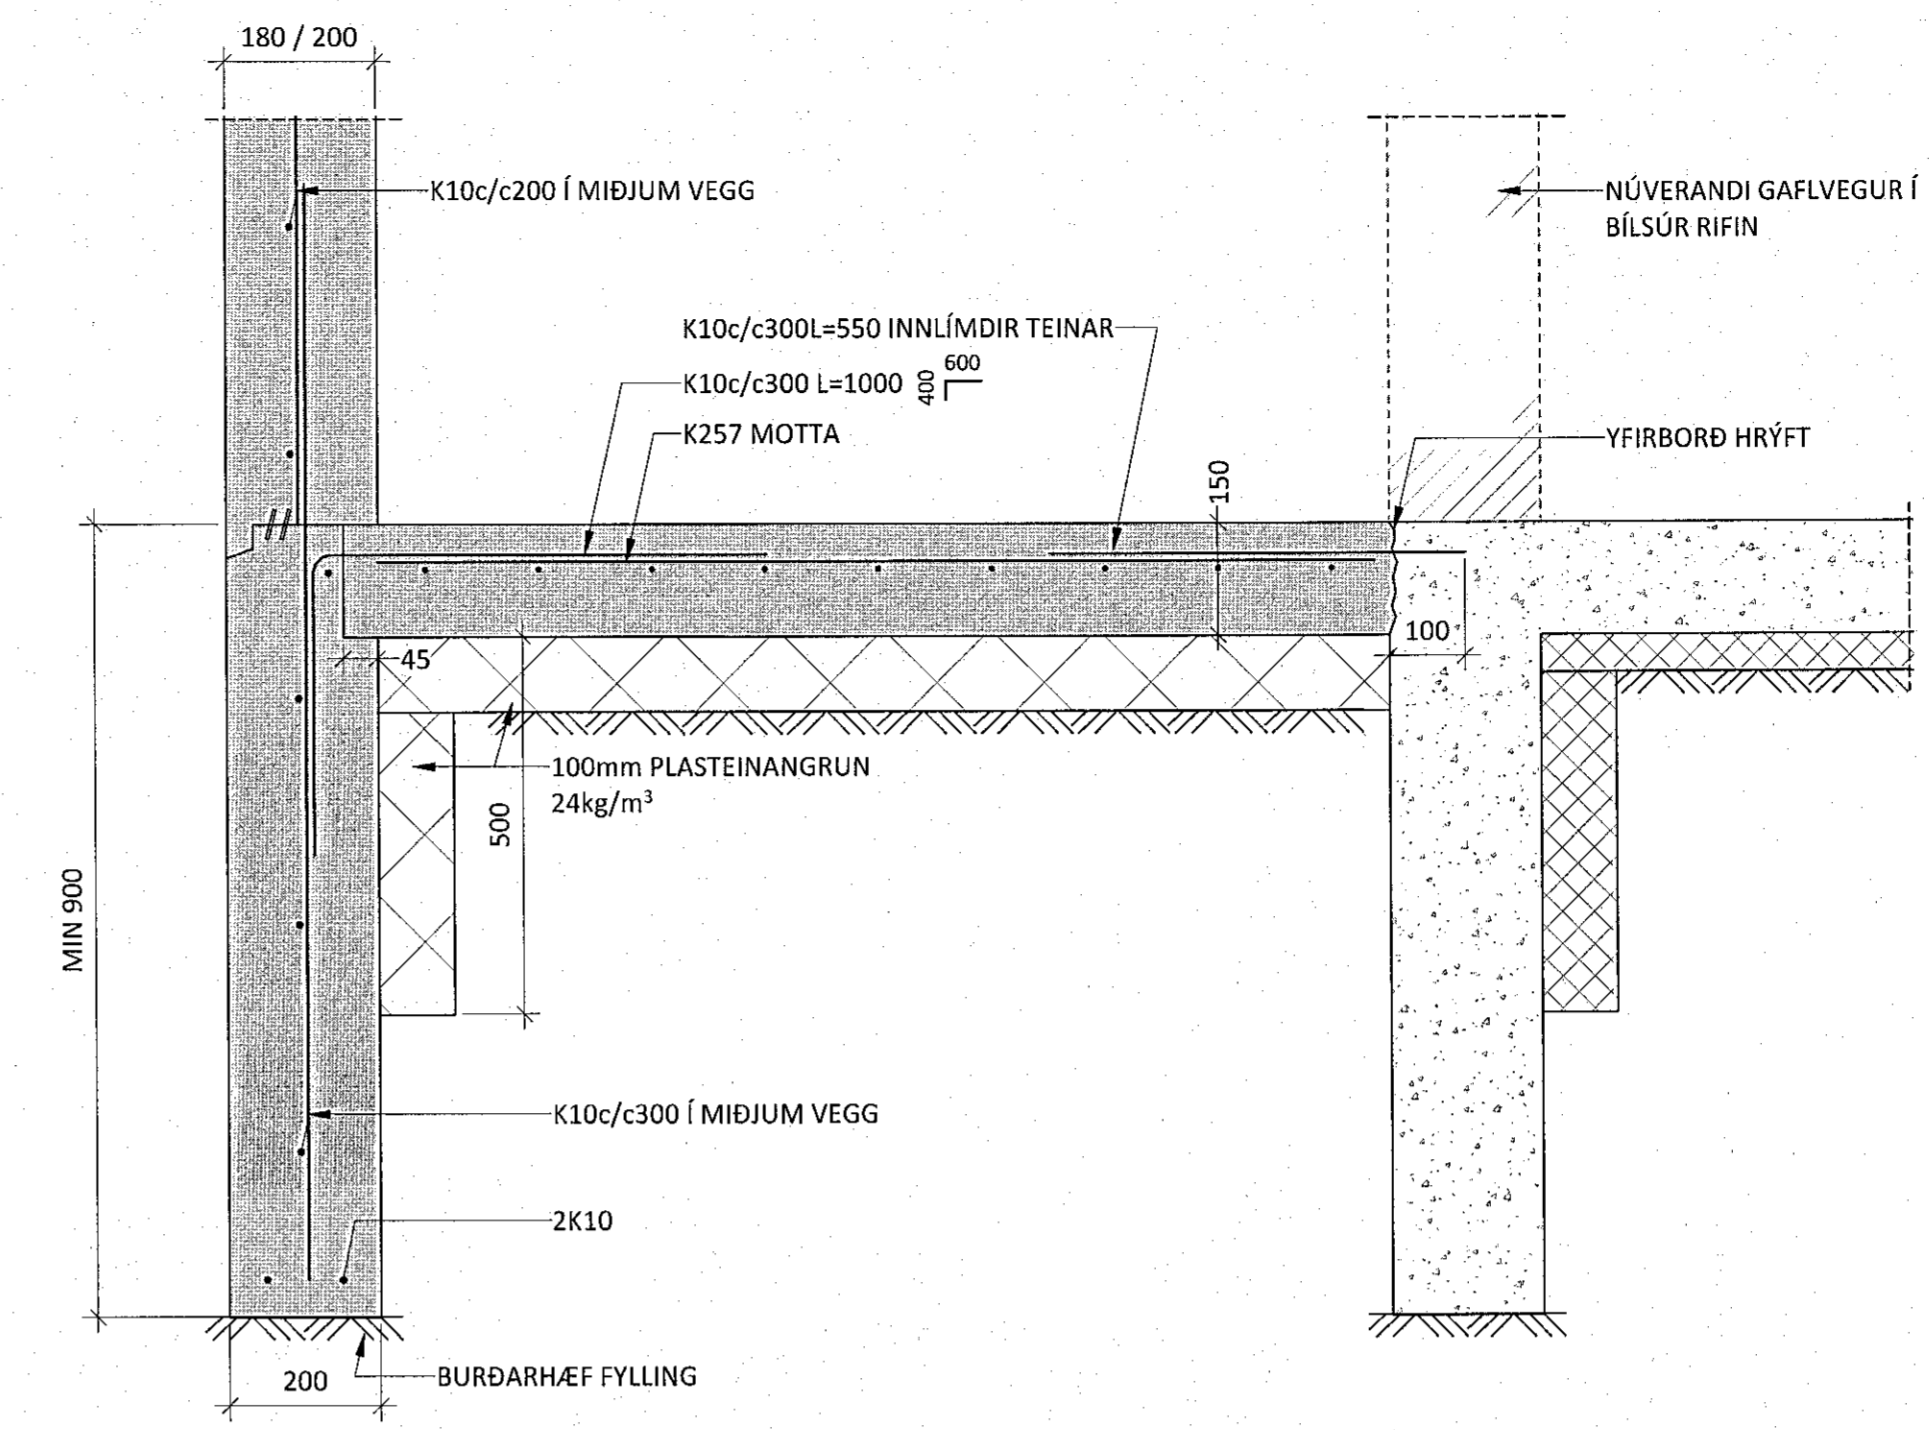 180 / 200
K10c/c200 Í MIÐJUM VEGG
NÚVERANDI GAFLVEGUR Í
BÍLSÚR RIFIN
K10c/c300L=550 INNLÍMDIR TEINAR
K10c/c300 L=1000
400
600
K257 MOTTA
YFIRBORÐ HRÝFT
150
100
45
100mm PLASTEINANGRUN
24kg/m³
500
MIN 900
K10c/c300 Í MIÐJUM VEGG
2K10
200
BURÐARHÆF FYLLING